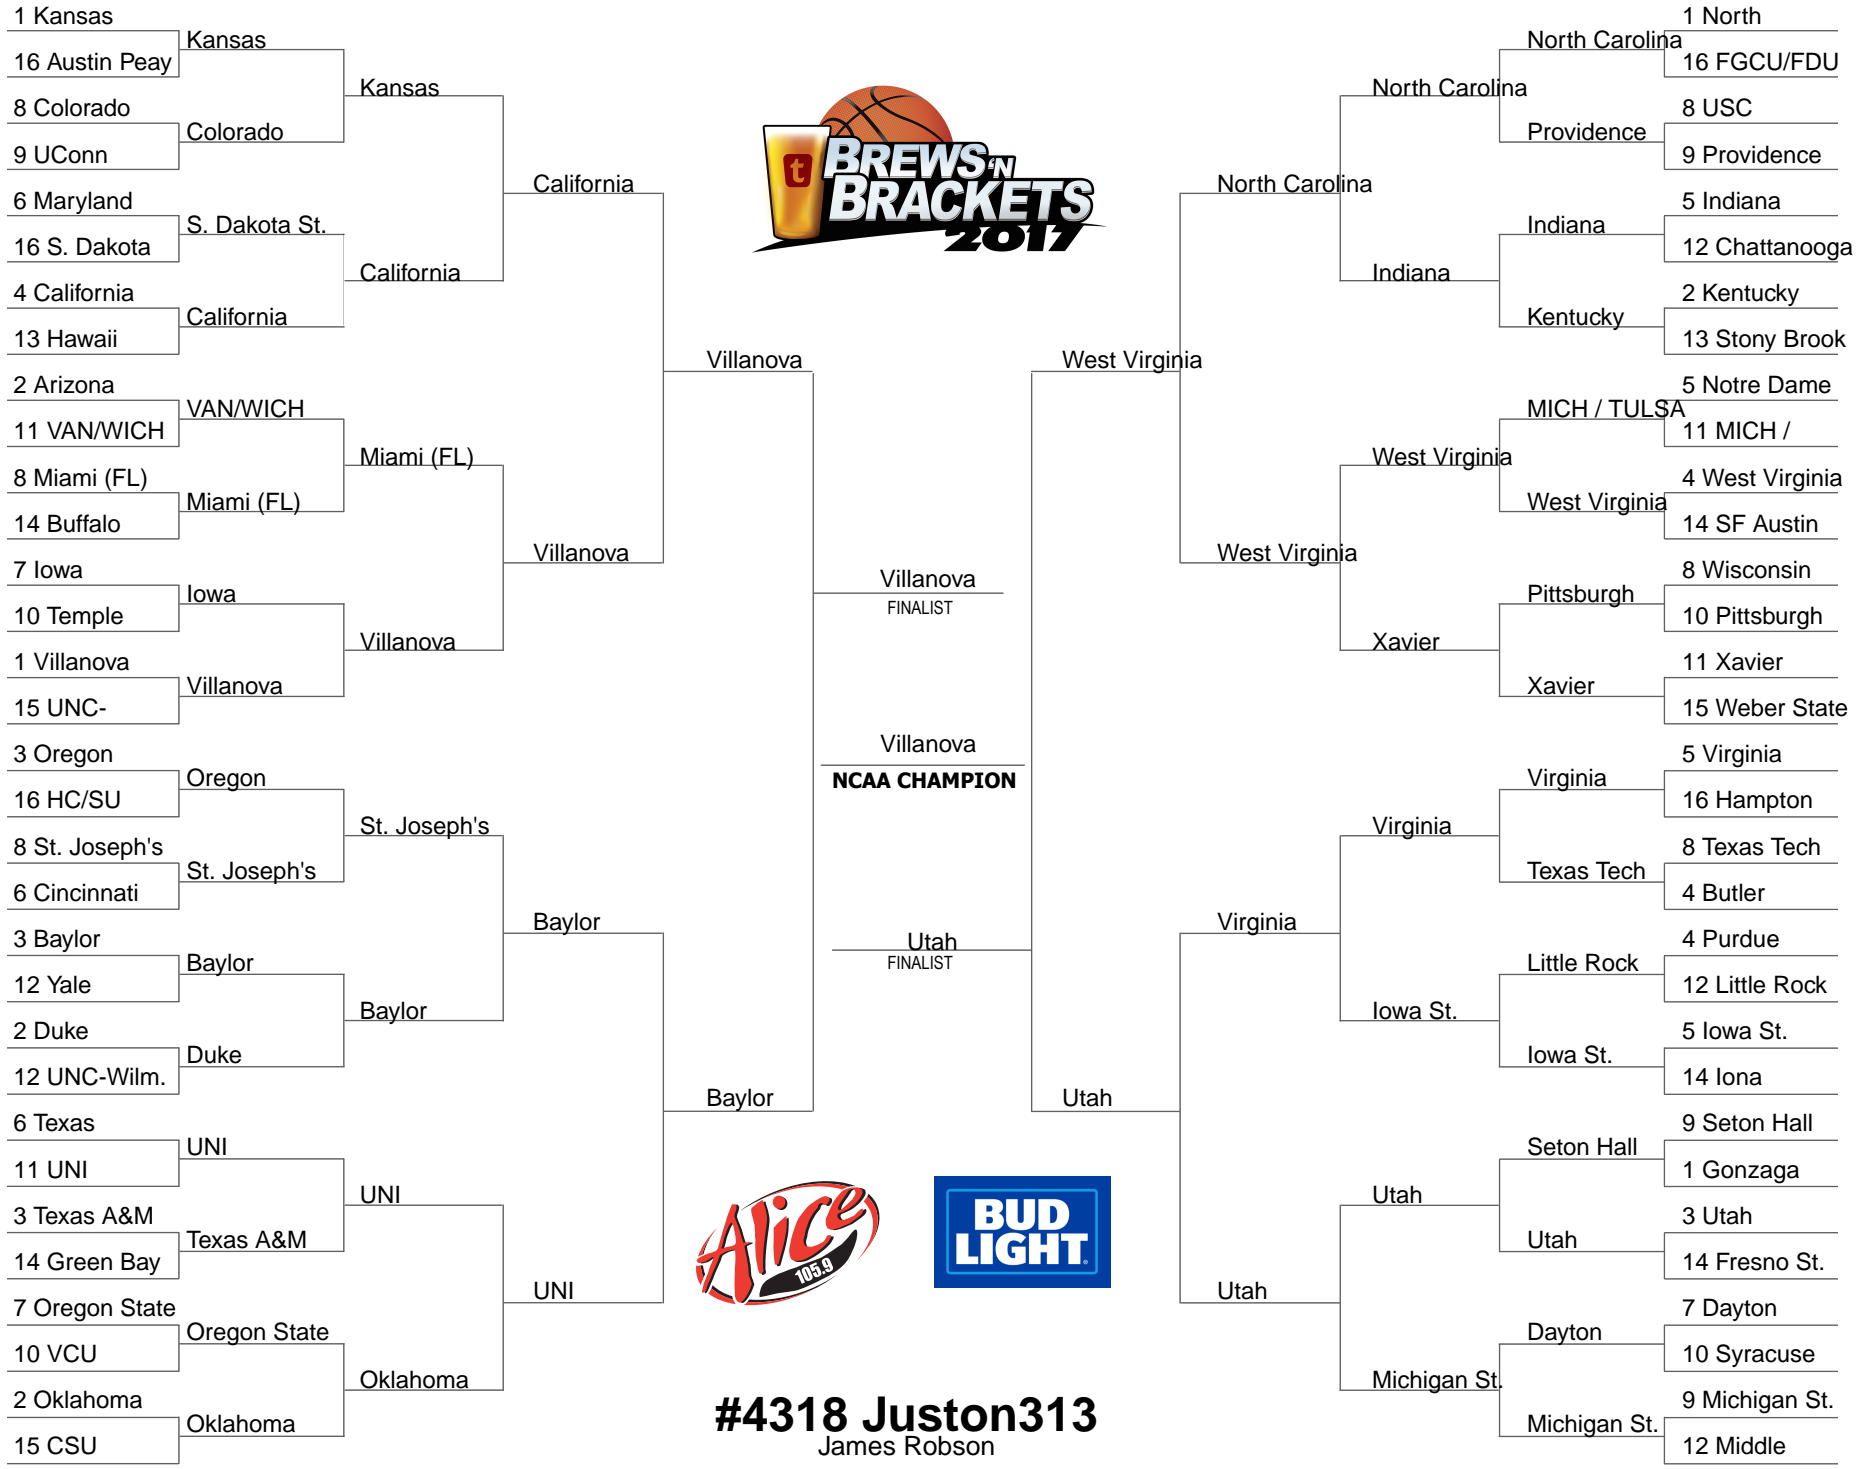 1 Kansas
16 Austin Peay
8 Colorado
9 UConn
6 Maryland
16 S. Dakota
4 California
13 Hawaii
2 Arizona
11 VAN/WICH
8 Miami (FL)
14 Buffalo
7 Iowa
10 Temple
1 Villanova
15 UNC-
3 Oregon
16 HC/SU
8 St. Joseph's
6 Cincinnati
3 Baylor
12 Yale
2 Duke
12 UNC-Wilm.
6 Texas
11 UNI
3 Texas A&M
14 Green Bay
7 Oregon State
10 VCU
2 Oklahoma
15 CSU
Kansas
Colorado
S. Dakota St.
California
VAN/WICH
Miami (FL)
Iowa
Villanova
Oregon
St. Joseph's
Baylor
Duke
UNI
Texas A&M
Oregon State
Oklahoma
Kansas
California
Miami (FL)
Villanova
St. Joseph's
Baylor
UNI
Oklahoma
California
Villanova
Baylor
UNI
Villanova
Baylor
t
BREWS 'N
BRACKETS
2017
Villanova
FINALIST
Villanova
NCAA CHAMPION
Utah
FINALIST
Alice
105.9
BUD
LIGHT
#4318 Juston313
James Robson
West Virginia
Utah
North Carolina
West Virginia
Virginia
Utah
North Carolina
Indiana
West Virginia
Xavier
Virginia
Iowa St.
Utah
Michigan St.
North Carolina
Providence
Indiana
Kentucky
MICH / TULSA
West Virginia
Pittsburgh
Xavier
Virginia
Texas Tech
Little Rock
Iowa St.
Seton Hall
Utah
Dayton
Michigan St.
1 North
16 FGCU/FDU
8 USC
9 Providence
5 Indiana
12 Chattanooga
2 Kentucky
13 Stony Brook
5 Notre Dame
11 MICH /
4 West Virginia
14 SF Austin
8 Wisconsin
10 Pittsburgh
11 Xavier
15 Weber State
5 Virginia
16 Hampton
8 Texas Tech
4 Butler
4 Purdue
12 Little Rock
5 Iowa St.
14 Iona
9 Seton Hall
1 Gonzaga
3 Utah
14 Fresno St.
7 Dayton
10 Syracuse
9 Michigan St.
12 Middle